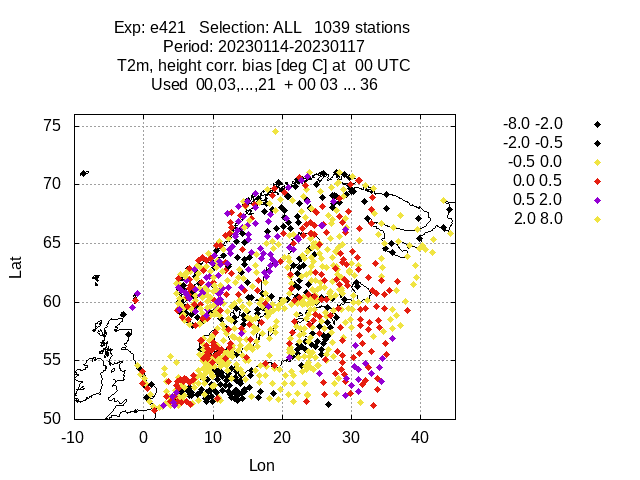 Exp: e421   Selection: ALL   1039 stations
Period: 20230114-20230117
T2m, height corr. bias [deg C] at  00 UTC
Used  00,03,...,21  + 00 03 ... 36
-8.0 -2.0
-2.0 -0.5
-0.5 0.0
0.0 0.5
0.5 2.0
2.0 8.0
75
70
65
60
55
50
Lat
-10 0 10 20 30 40
Lon